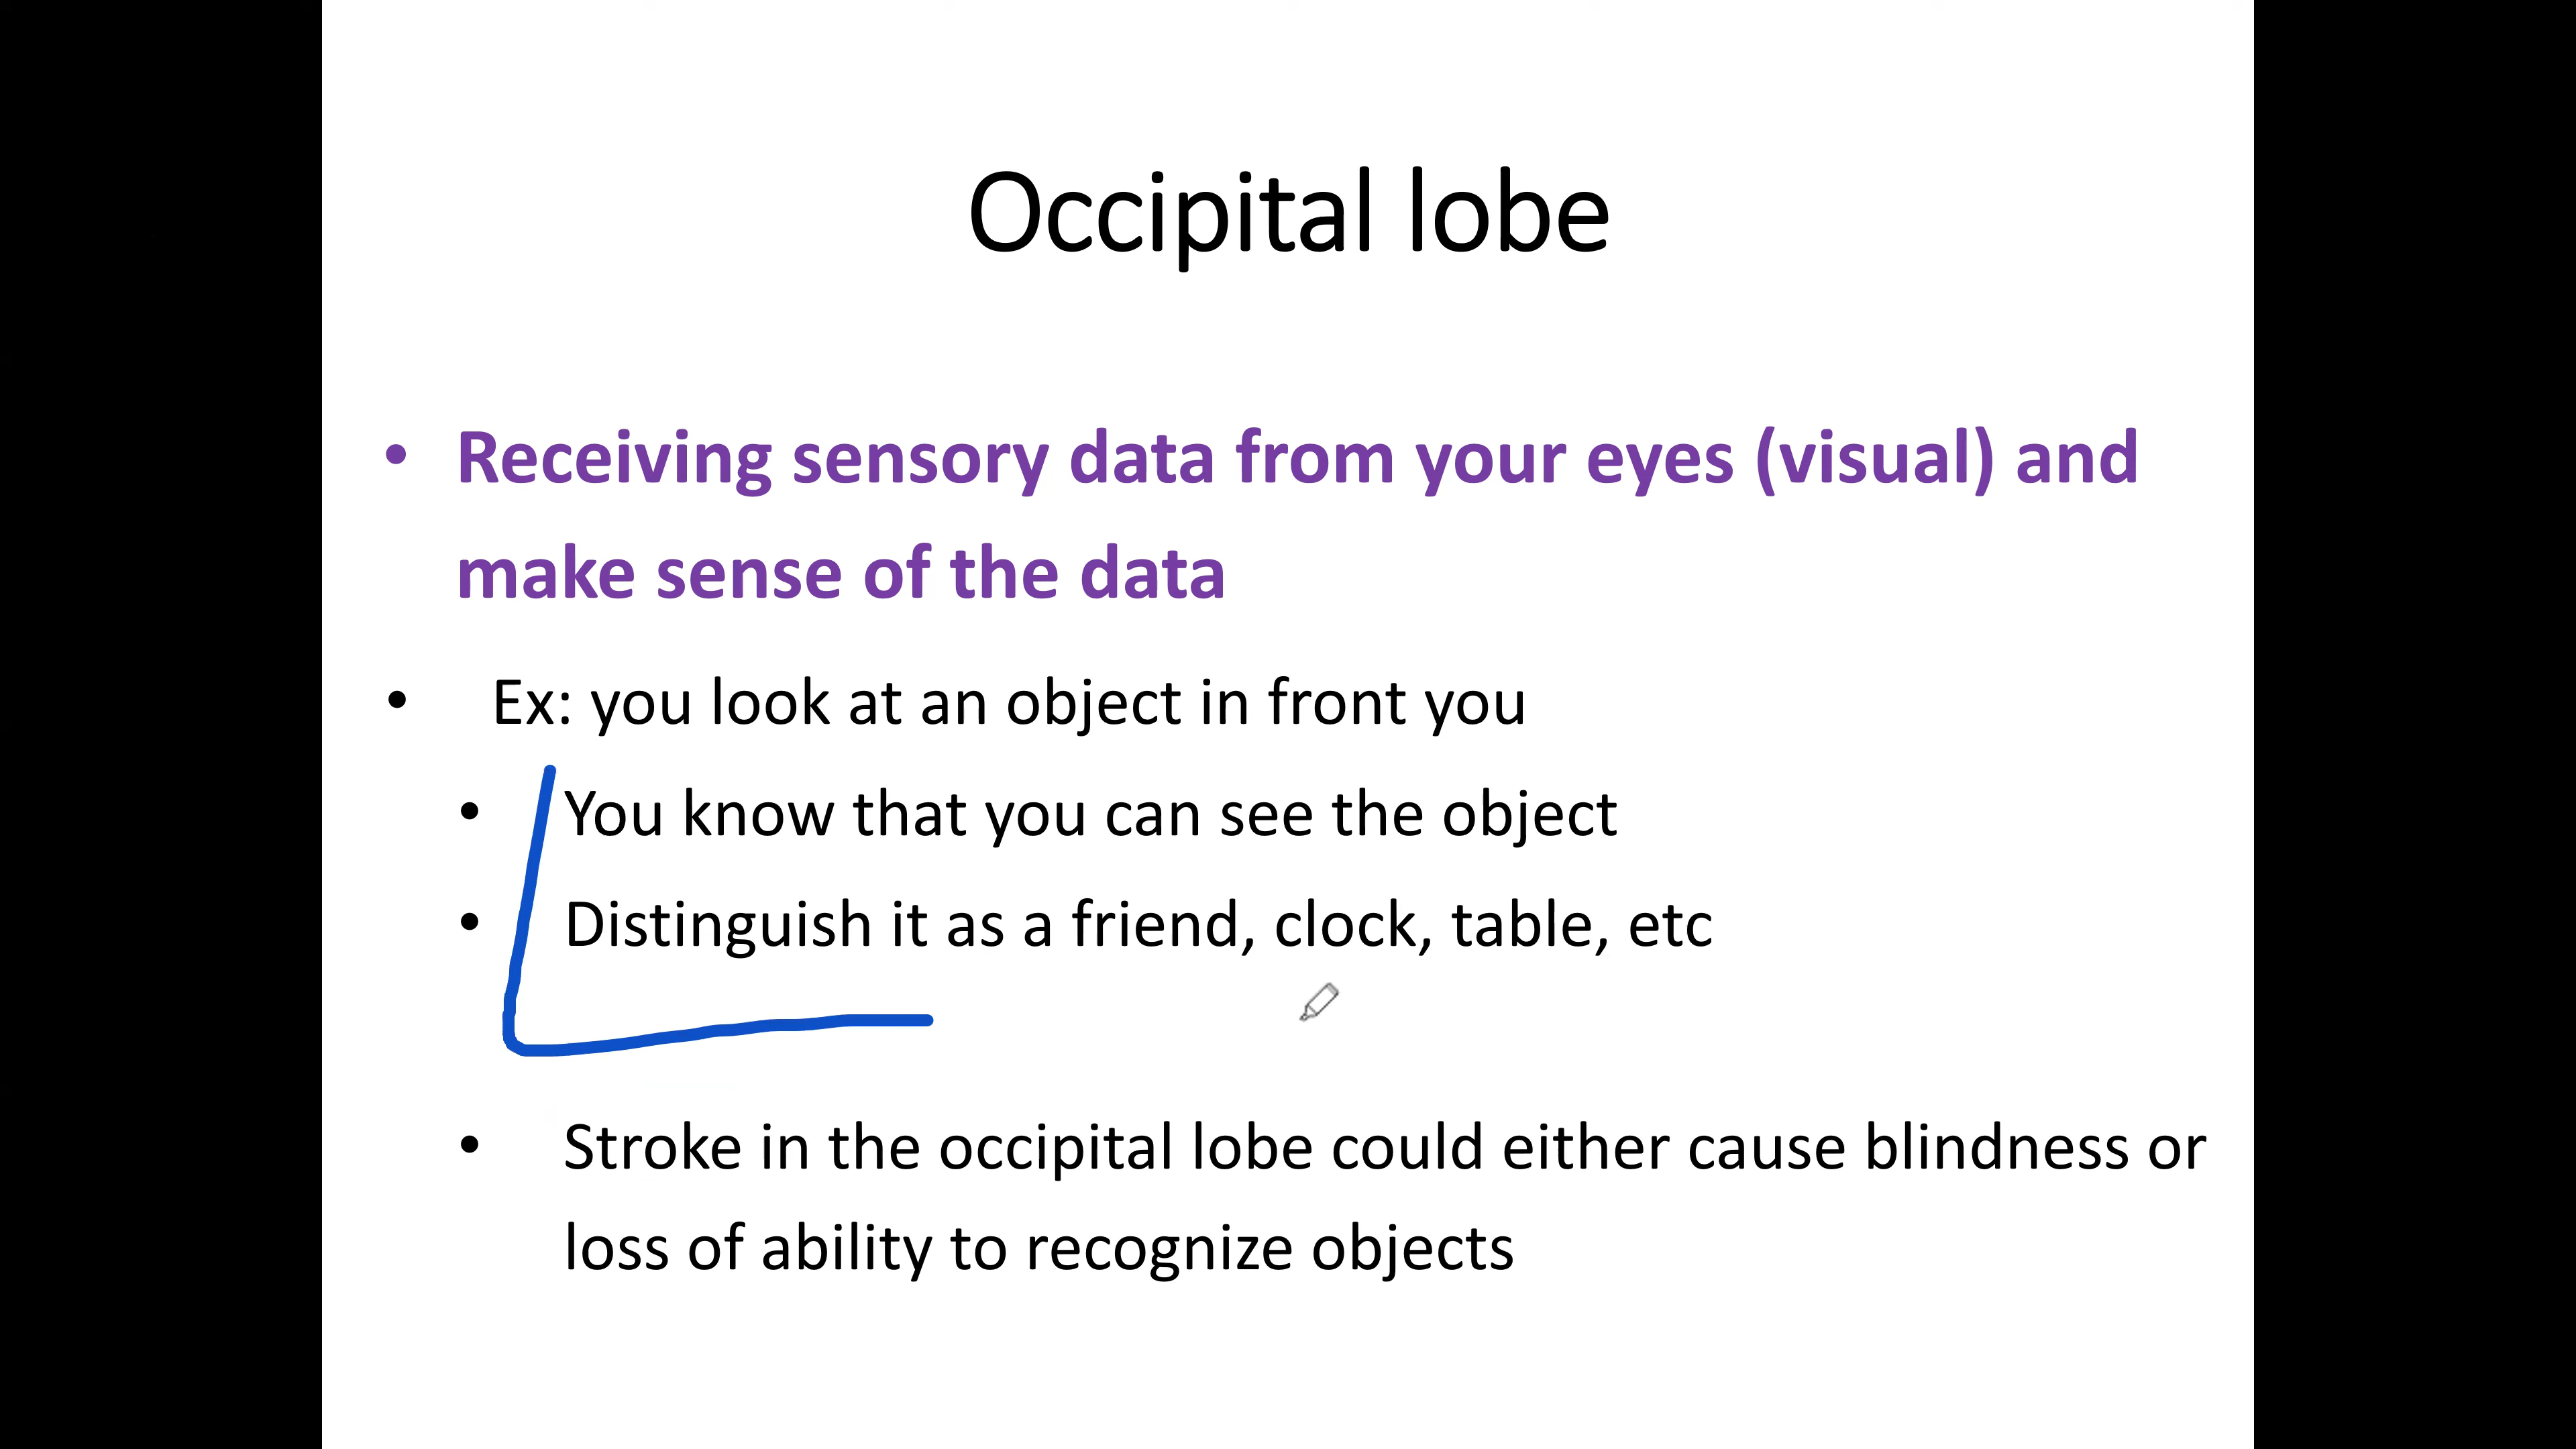 Occipital lobe
• Receiving sensory data from your eyes (visual) and
make sense of the data
• Ex: you look at an object in front you
• You know that you can see the object
• Distinguish it as a friend, clock, table, etc
• Stroke in the occipital lobe could either cause blindness or
loss of ability to recognize objects